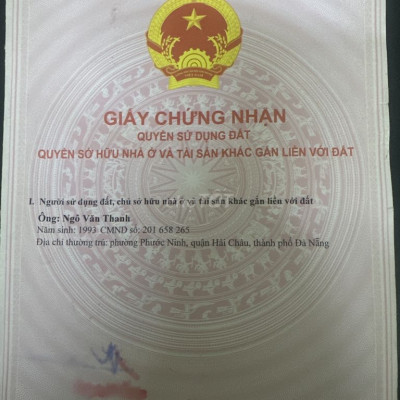 GIẤY CHỨNG NHẬN
QUYỀN SỬ DỤNG ĐẤT
QUYỀN SỞ HỮU NHÀ Ở VÀ TÀI SẢN KHÁC GẮN LIỀN VỚI ĐẤT
I. Người sử dụng đất, chủ sở hữu nhà ở và tài sản khác gắn liền với đất
Ông: Ngô Văn Thanh
Năm sinh: 1993 CMND số: 201 658 265
Địa chỉ thường trú: phường Phước Ninh, quận Hải Châu, thành phố Đà Nẵng